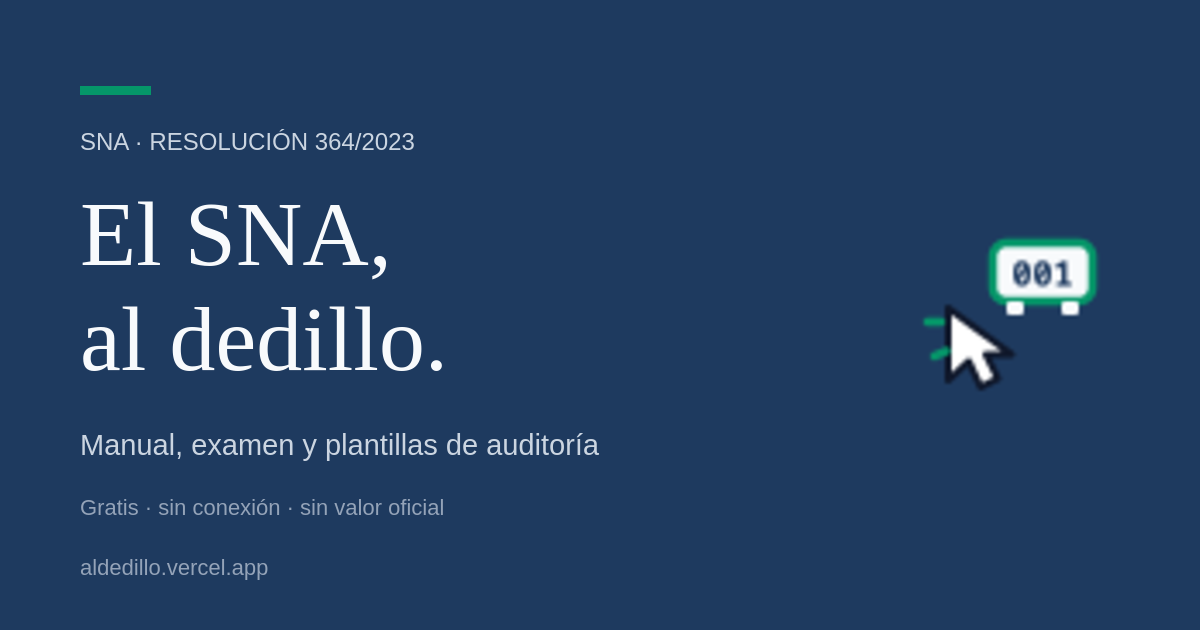 SNA · RESOLUCIÓN 364/2023
El SNA,
al dedillo.
001
Manual, examen y plantillas de auditoría
Gratis · sin conexión · sin valor oficial
aldedillo.vercel.app